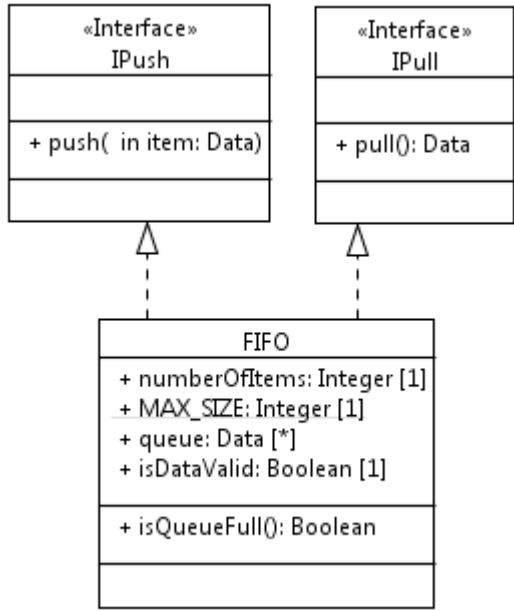 «Interface»
IPush
+ push(  in item: Data)
«Interface»
IPull
+ pull(): Data
FIFO
+ numberOfItems: Integer [1]
+ MAX_SIZE: Integer [1]
+ queue: Data [*]
+ isDataValid: Boolean [1]
+ isQueueFull(): Boolean